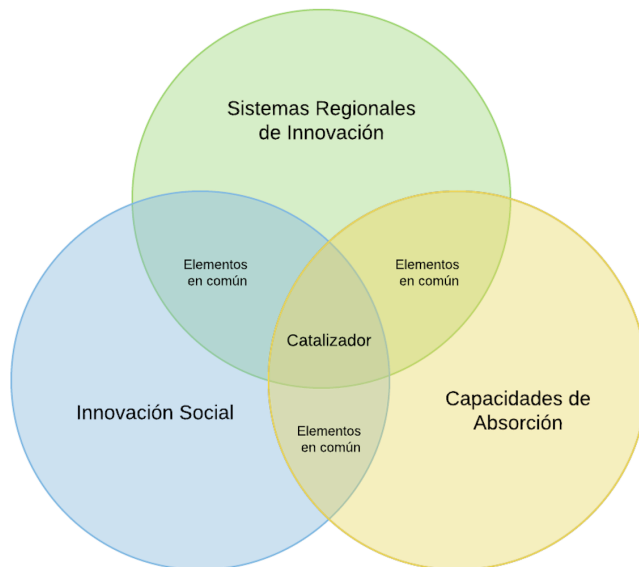 Sistemas Regionales
de Innovación
Elementos
en común
Elementos
en común
Catalizador
Innovación Social
Capacidades de
Absorción
Elementos
en común